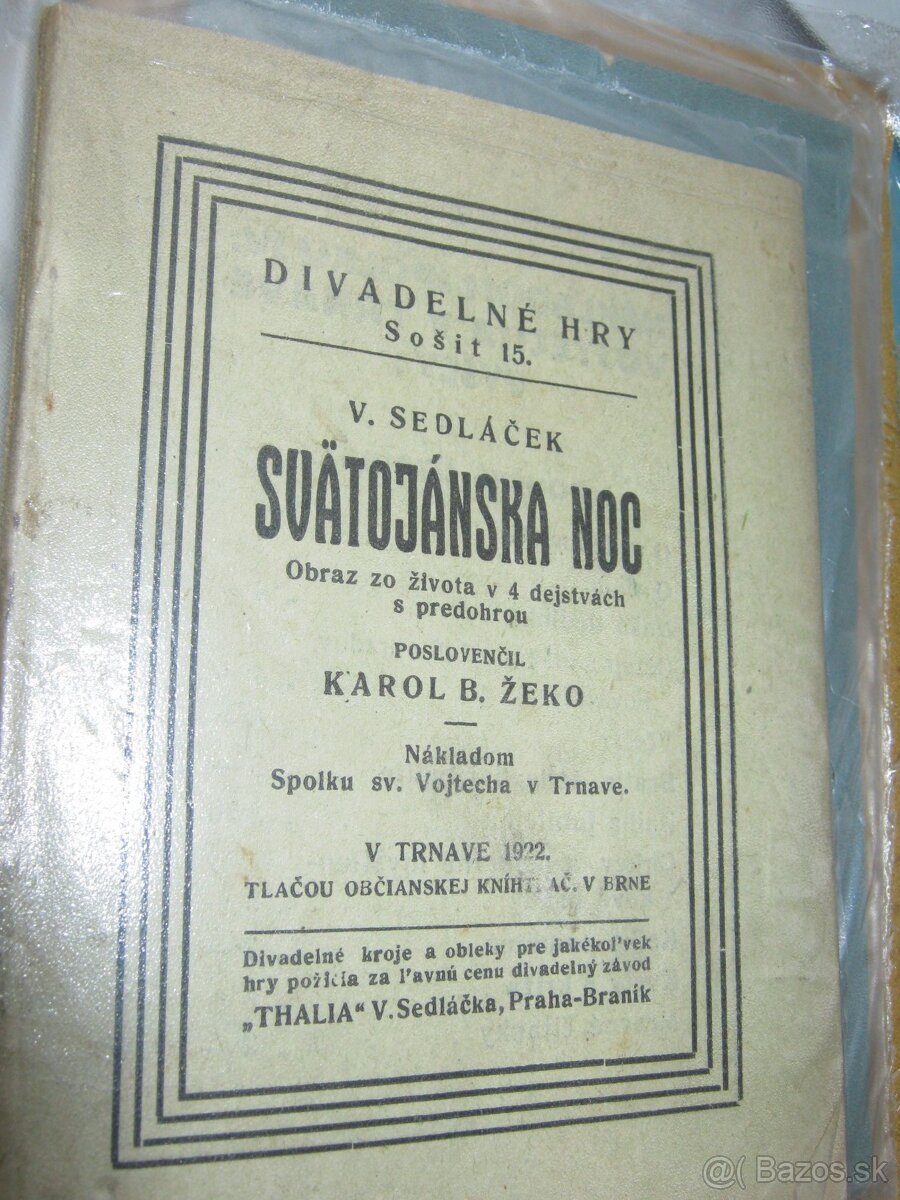 DIVADELNÉ HRY
Sošit 15.
V. SEDLÁČEK
SVÄTOJÁNSKA NOC
Obraz zo života v 4 dejstvách
s predohrou
POSLOVENČIL
KAROL B. ŽEKO
Nákladom
Spolku sv. Vojtecha v Trnave.
V TRNAVE 1922.
TLAČOU OBČIANSKEJ KNÍHTLAČ. V BRNE
Divadelné kroje a obleky pre jakékoľvek
hry požičia za ľavnú cenu divadelný závod
„THALIA“ V. Sedláčka, Praha-Braník
@( Bazos.sk